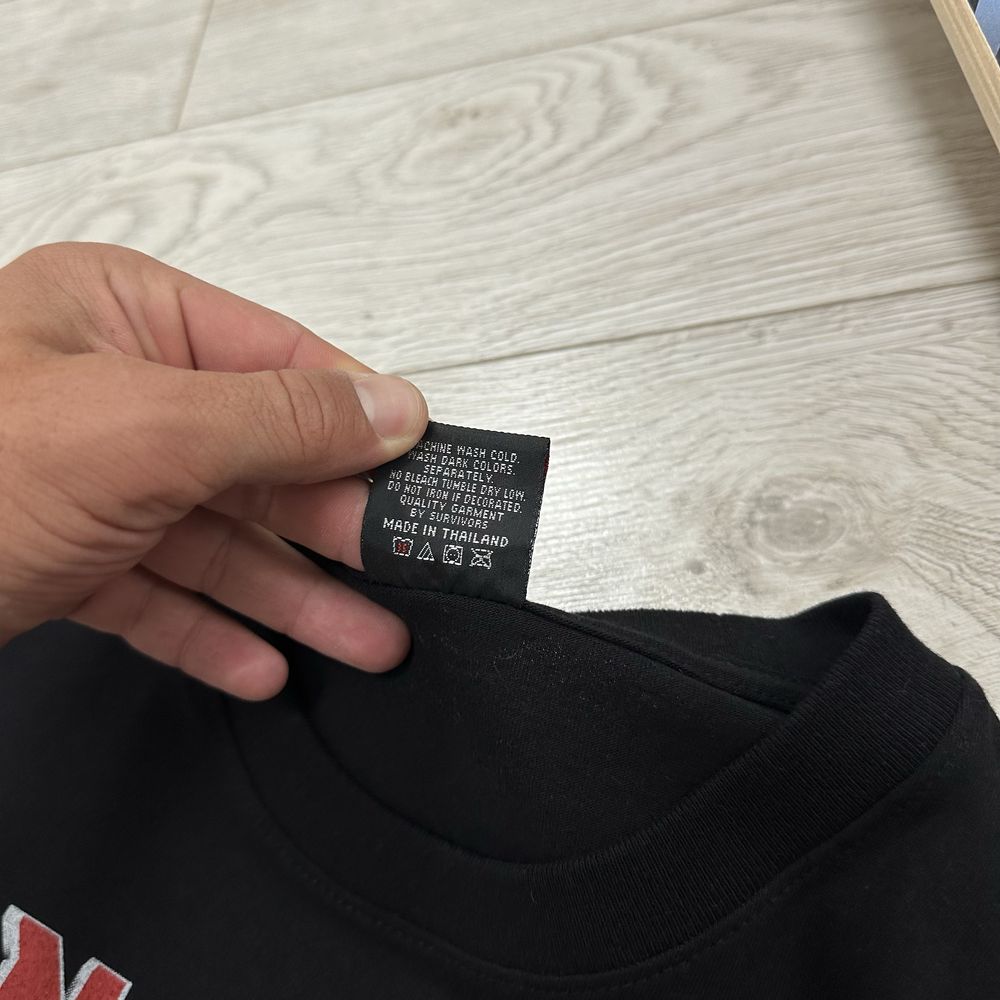 MACHINE WASH COLD.
WASH DARK COLORS.
SEPARATELY.
NO BLEACH TUMBLE DRY LOW.
DO NOT IRON IF DECORATED.
QUALITY GARMENT
BY SURVIVORS
MADE IN THAILAND